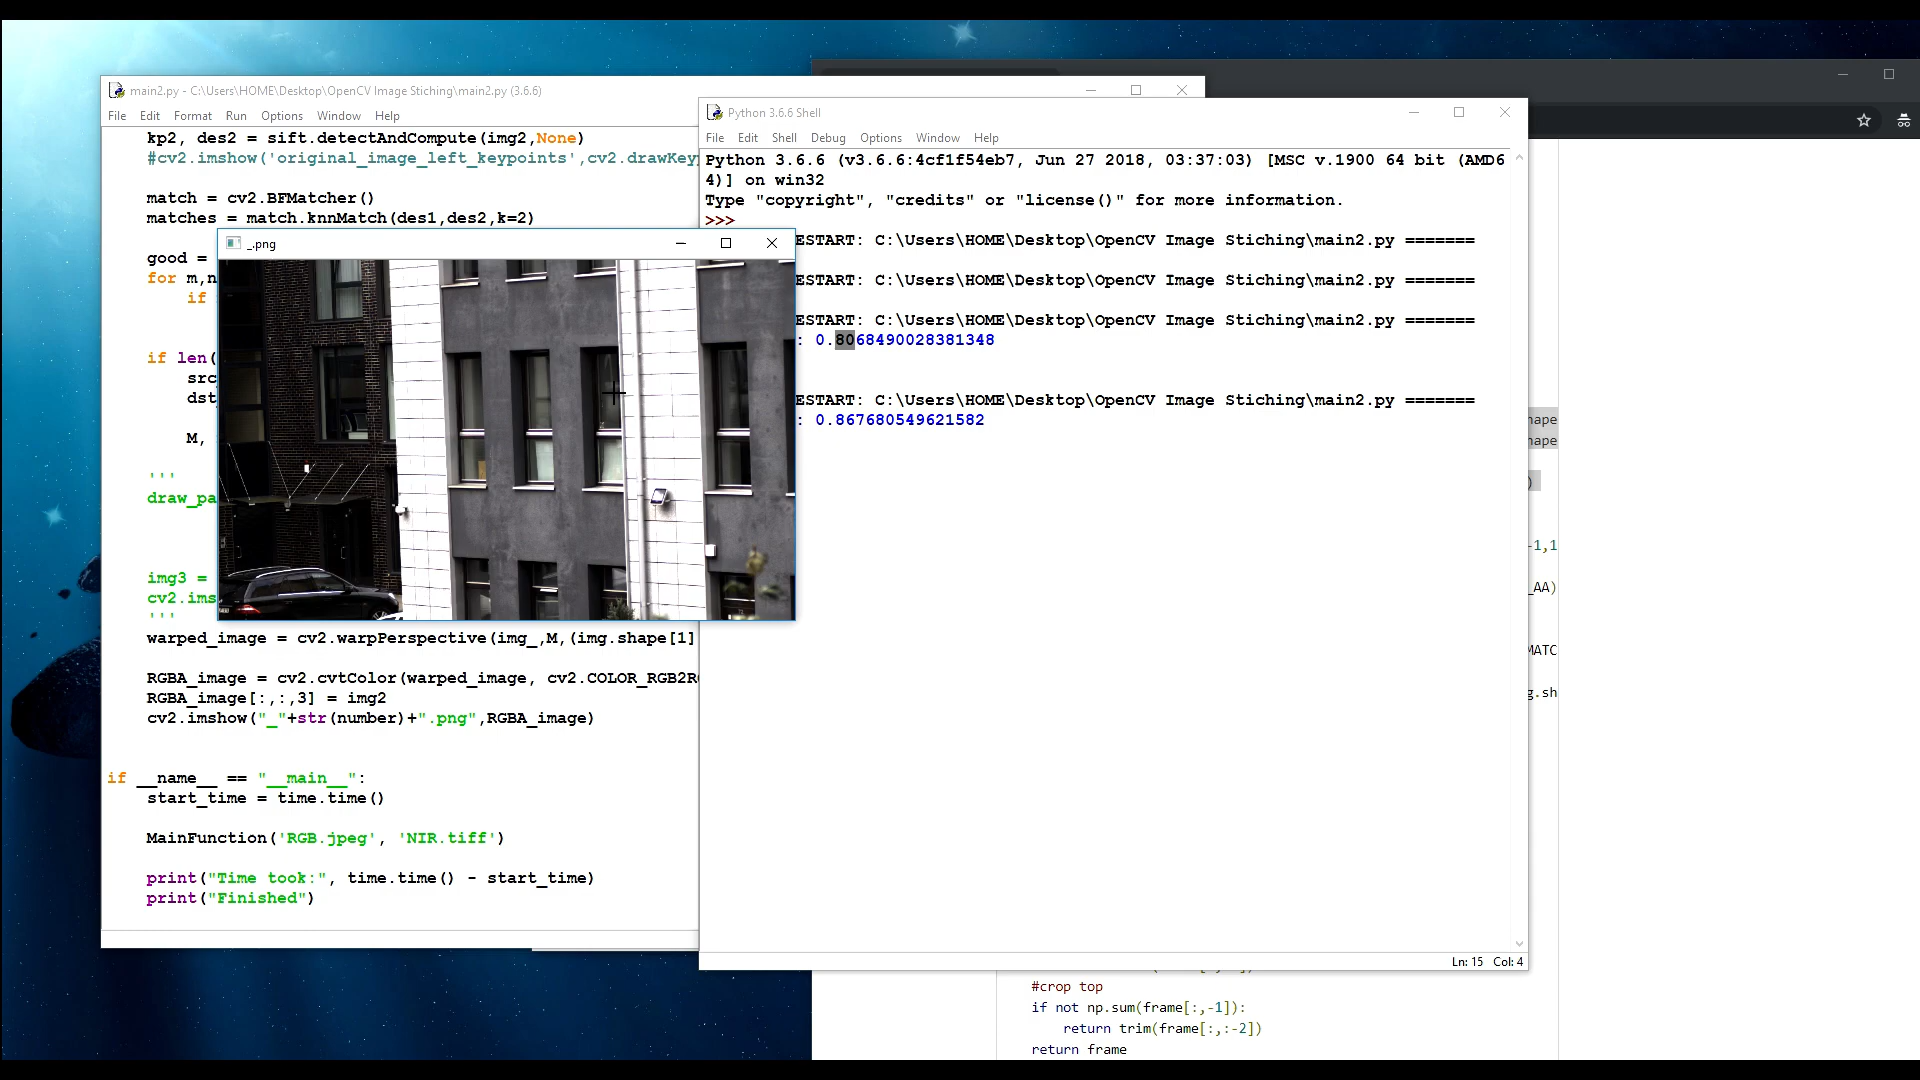 main2.py - C:\Users\HOME\Desktop\OpenCV Image Stiching\main2.py (3.6.6)
File Edit Format Run Options Window Help
kp2, des2 = sift.detectAndCompute(img2,None)
#cv2.imshow('original_image_left_keypoints',cv2.drawKey
match = cv2.BFMatcher()
matches = match.knnMatch(des1,des2,k=2)
good =
for m,n
if
if len(
src
dst
M,
'''
draw_pa
img3 =
cv2.ims
'''
warped_image = cv2.warpPerspective(img_,M,(img.shape[1]
RGBA_image = cv2.cvtColor(warped_image, cv2.COLOR_RGB2R
RGBA_image[:,:,3] = img2
cv2.imshow("_"+str(number)+".png",RGBA_image)
if __name__ == "__main__":
start_time = time.time()
MainFunction('RGB.jpeg', 'NIR.tiff')
print("Time took:", time.time() - start_time)
print("Finished")
_.png
Python 3.6.6 Shell
File Edit Shell Debug Options Window Help
Python 3.6.6 (v3.6.6:4cf1f54eb7, Jun 27 2018, 03:37:03) [MSC v.1900 64 bit (AMD6
4)] on win32
Type "copyright", "credits" or "license()" for more information.
>>>
ESTART: C:\Users\HOME\Desktop\OpenCV Image Stiching\main2.py =======
ESTART: C:\Users\HOME\Desktop\OpenCV Image Stiching\main2.py =======
ESTART: C:\Users\HOME\Desktop\OpenCV Image Stiching\main2.py =======
: 0.8068490028381348
ESTART: C:\Users\HOME\Desktop\OpenCV Image Stiching\main2.py =======
: 0.867680549621582
Ln: 15 Col: 4
hape
hape
)
-1,1
_AA)
MATC
g.sh
#crop top
if not np.sum(frame[:,-1]):
return trim(frame[:,:-2])
return frame